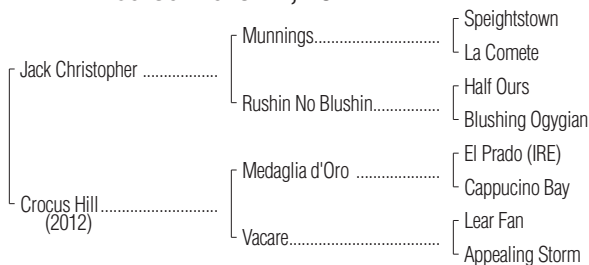 Speightstown
Munnings
La Comete
Jack Christopher
Half Ours
Rushin No Blushin
Blushing Ogygian
El Prado (IRE)
Medaglia d'Oro
Cappucino Bay
Crocus Hill
(2012)
Lear Fan
Vacare
Appealing Storm